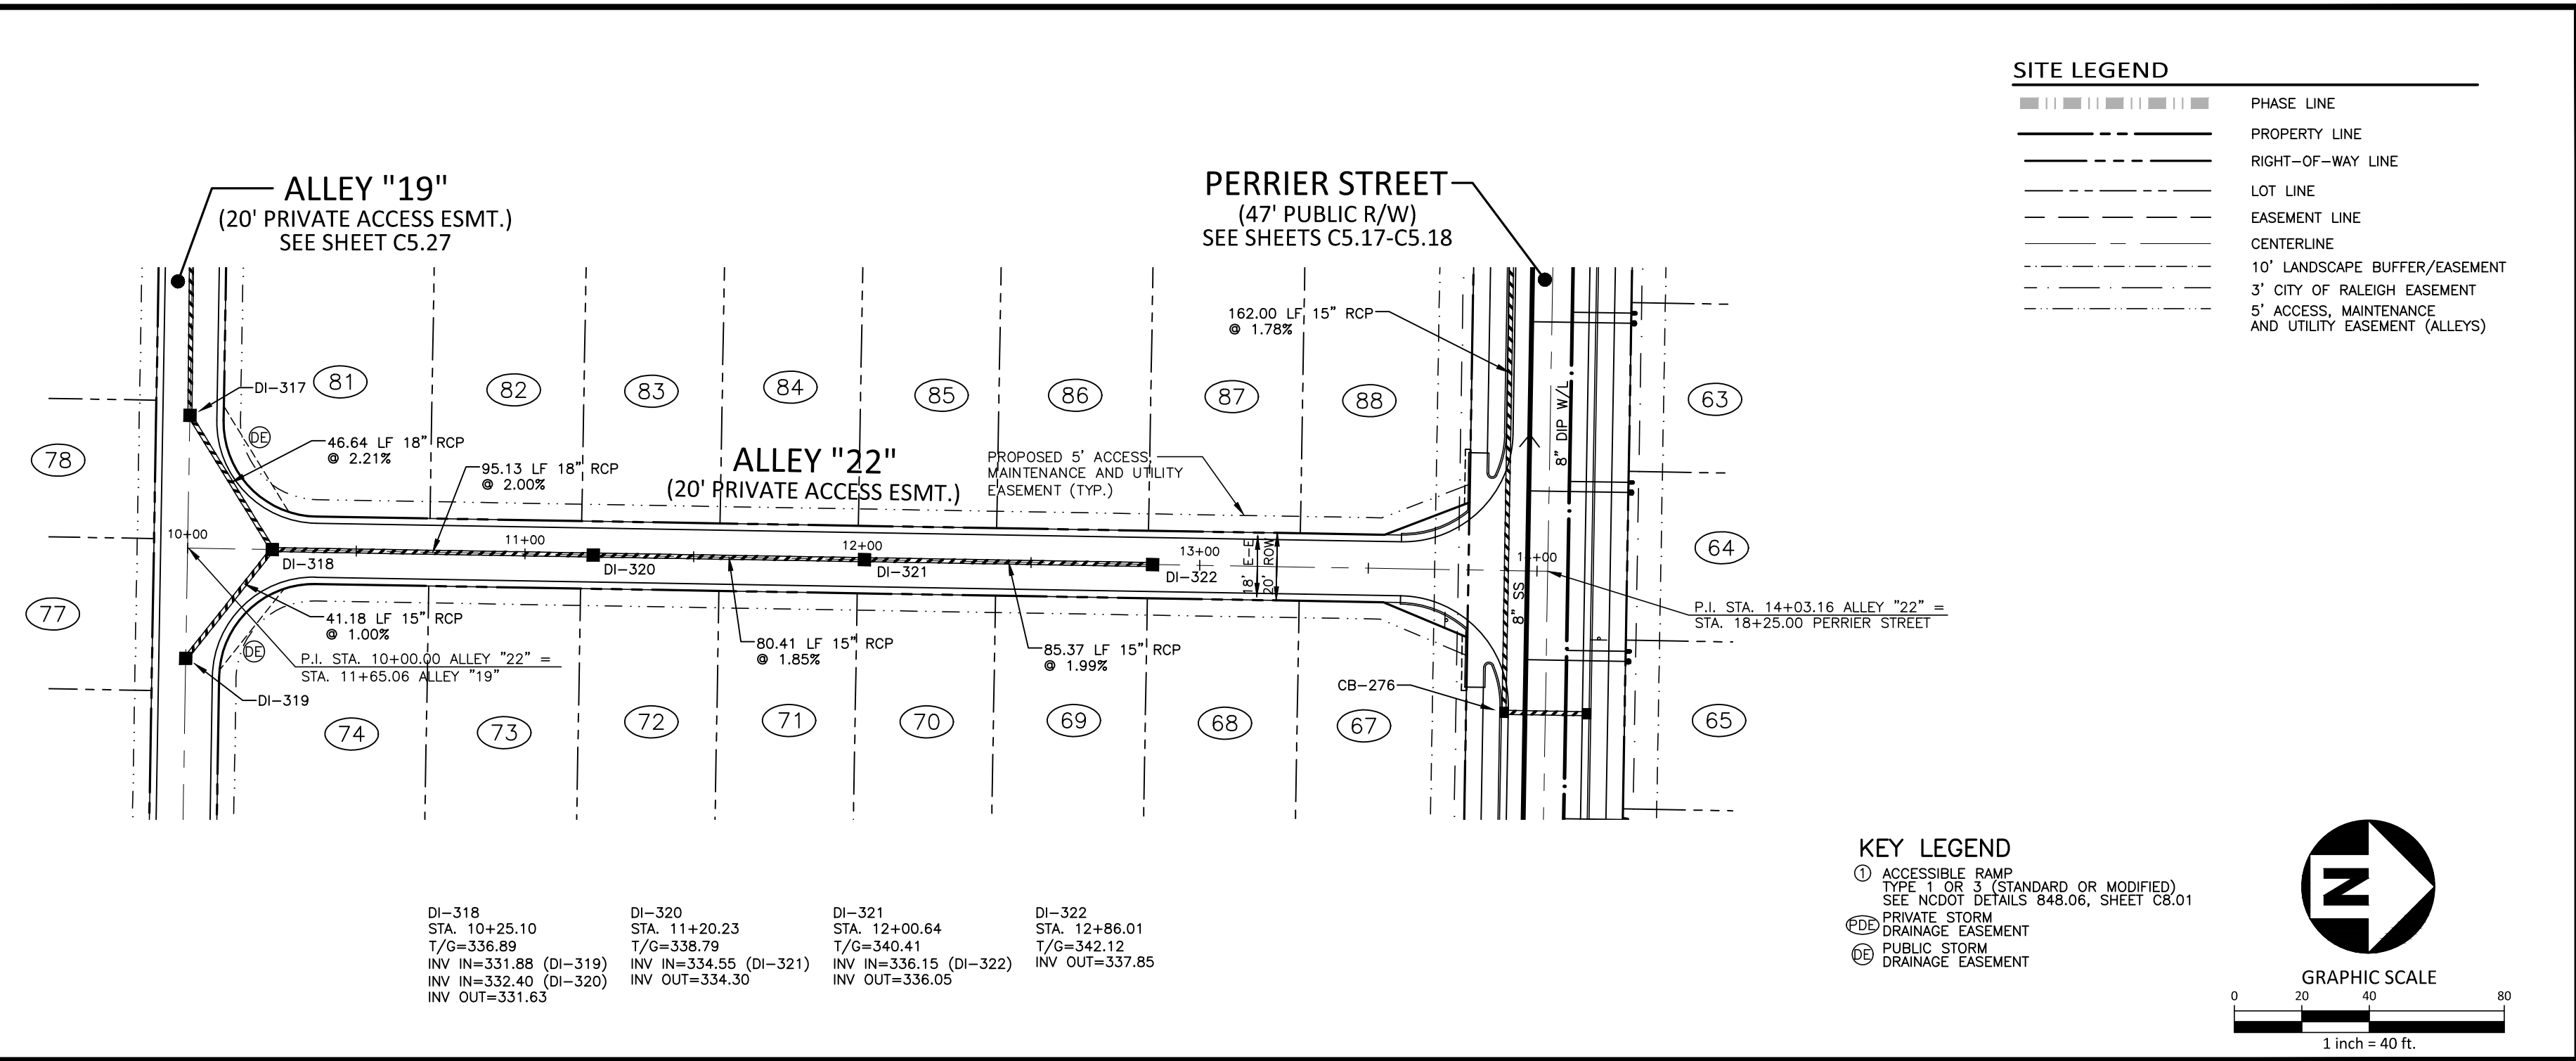 SITE LEGEND
PHASE LINE
PROPERTY LINE
RIGHT-OF-WAY LINE
LOT LINE
EASEMENT LINE
CENTERLINE
10' LANDSCAPE BUFFER/EASEMENT
3' CITY OF RALEIGH EASEMENT
5' ACCESS, MAINTENANCE
AND UTILITY EASEMENT (ALLEYS)
ALLEY "19"
(20' PRIVATE ACCESS ESMT.)
SEE SHEET C5.27
PERRIER STREET
(47' PUBLIC R/W)
SEE SHEETS C5.17-C5.18
162.00 LF 15" RCP
@ 1.78%
DI-317
81
82
83
84
85
86
87
88
63
DE
46.64 LF 18" RCP
@ 2.21%
78
95.13 LF 18" RCP
@ 2.00%
ALLEY "22"
(20' PRIVATE ACCESS ESMT.)
PROPOSED 5' ACCESS,
MAINTENANCE AND UTILITY
EASEMENT (TYP.)
8" DIP W/L
10+00
11+00
12+00
13+00
14+00
DI-318
DI-320
DI-321
DI-322
18' E-E
20' ROW
8" SS
64
77
41.18 LF 15" RCP
@ 1.00%
DE
P.I. STA. 10+00.00 ALLEY "22" =
STA. 11+65.06 ALLEY "19"
80.41 LF 15" RCP
@ 1.85%
85.37 LF 15" RCP
@ 1.99%
P.I. STA. 14+03.16 ALLEY "22" =
STA. 18+25.00 PERRIER STREET
CB-276
DI-319
74
73
72
71
70
69
68
67
65
DI-318
STA. 10+25.10
T/G=336.89
INV IN=331.88 (DI-319)
INV IN=332.40 (DI-320)
INV OUT=331.63
DI-320
STA. 11+20.23
T/G=338.79
INV IN=334.55 (DI-321)
INV OUT=334.30
DI-321
STA. 12+00.64
T/G=340.41
INV IN=336.15 (DI-322)
INV OUT=336.05
DI-322
STA. 12+86.01
T/G=342.12
INV OUT=337.85
KEY LEGEND
1 ACCESSIBLE RAMP
TYPE 1 OR 3 (STANDARD OR MODIFIED)
SEE NCDOT DETAILS 848.06, SHEET C8.01
PDE PRIVATE STORM
DRAINAGE EASEMENT
DE PUBLIC STORM
DRAINAGE EASEMENT
N
GRAPHIC SCALE
0 20 40 80
1 inch = 40 ft.